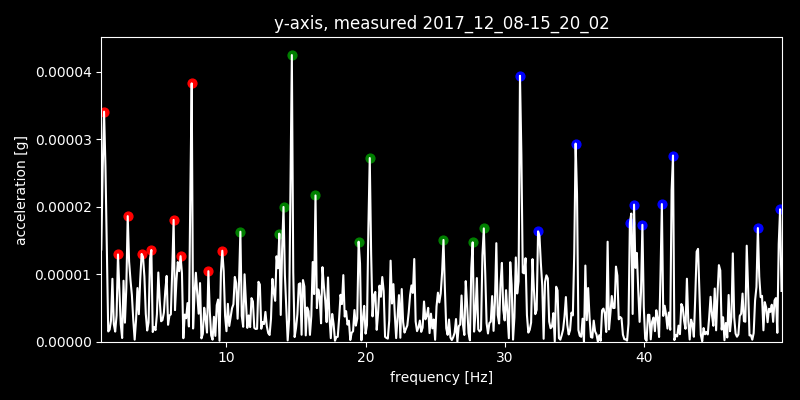 y-axis, measured 2017_12_08-15_20_02
acceleration [g]
0.00004
0.00003
0.00002
0.00001
0.00000
10 20 30 40
frequency [Hz]